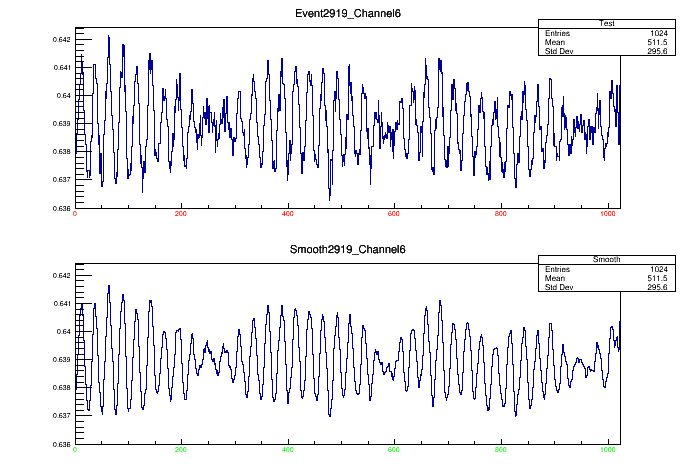 Event2919_Channel6
Test
Entries 1024
Mean 511.5
Std Dev 295.6
0.642
0.641
0.64
0.639
0.638
0.637
0.636
0 200 400 600 800 1000
Smooth2919_Channel6
Smooth
Entries 1024
Mean 511.5
Std Dev 295.6
0.642
0.641
0.64
0.639
0.638
0.637
0.636
0 200 400 600 800 1000